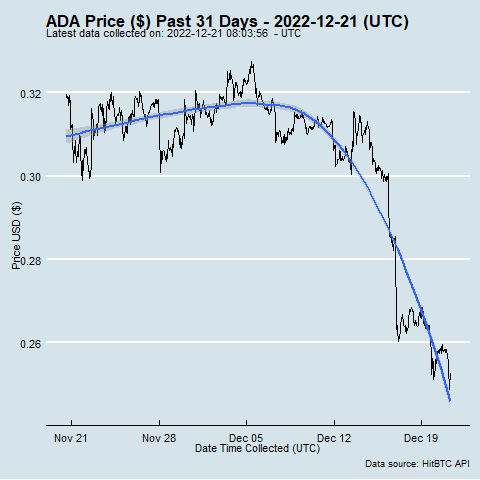 ADA Price ($) Past 31 Days - 2022-12-21 (UTC)
Latest data collected on: 2022-12-21 08:03:56  - UTC
Price USD ($)
0.32
0.30
0.28
0.26
Nov 21
Nov 28
Dec 05
Dec 12
Dec 19
Date Time Collected (UTC)
Data source: HitBTC API